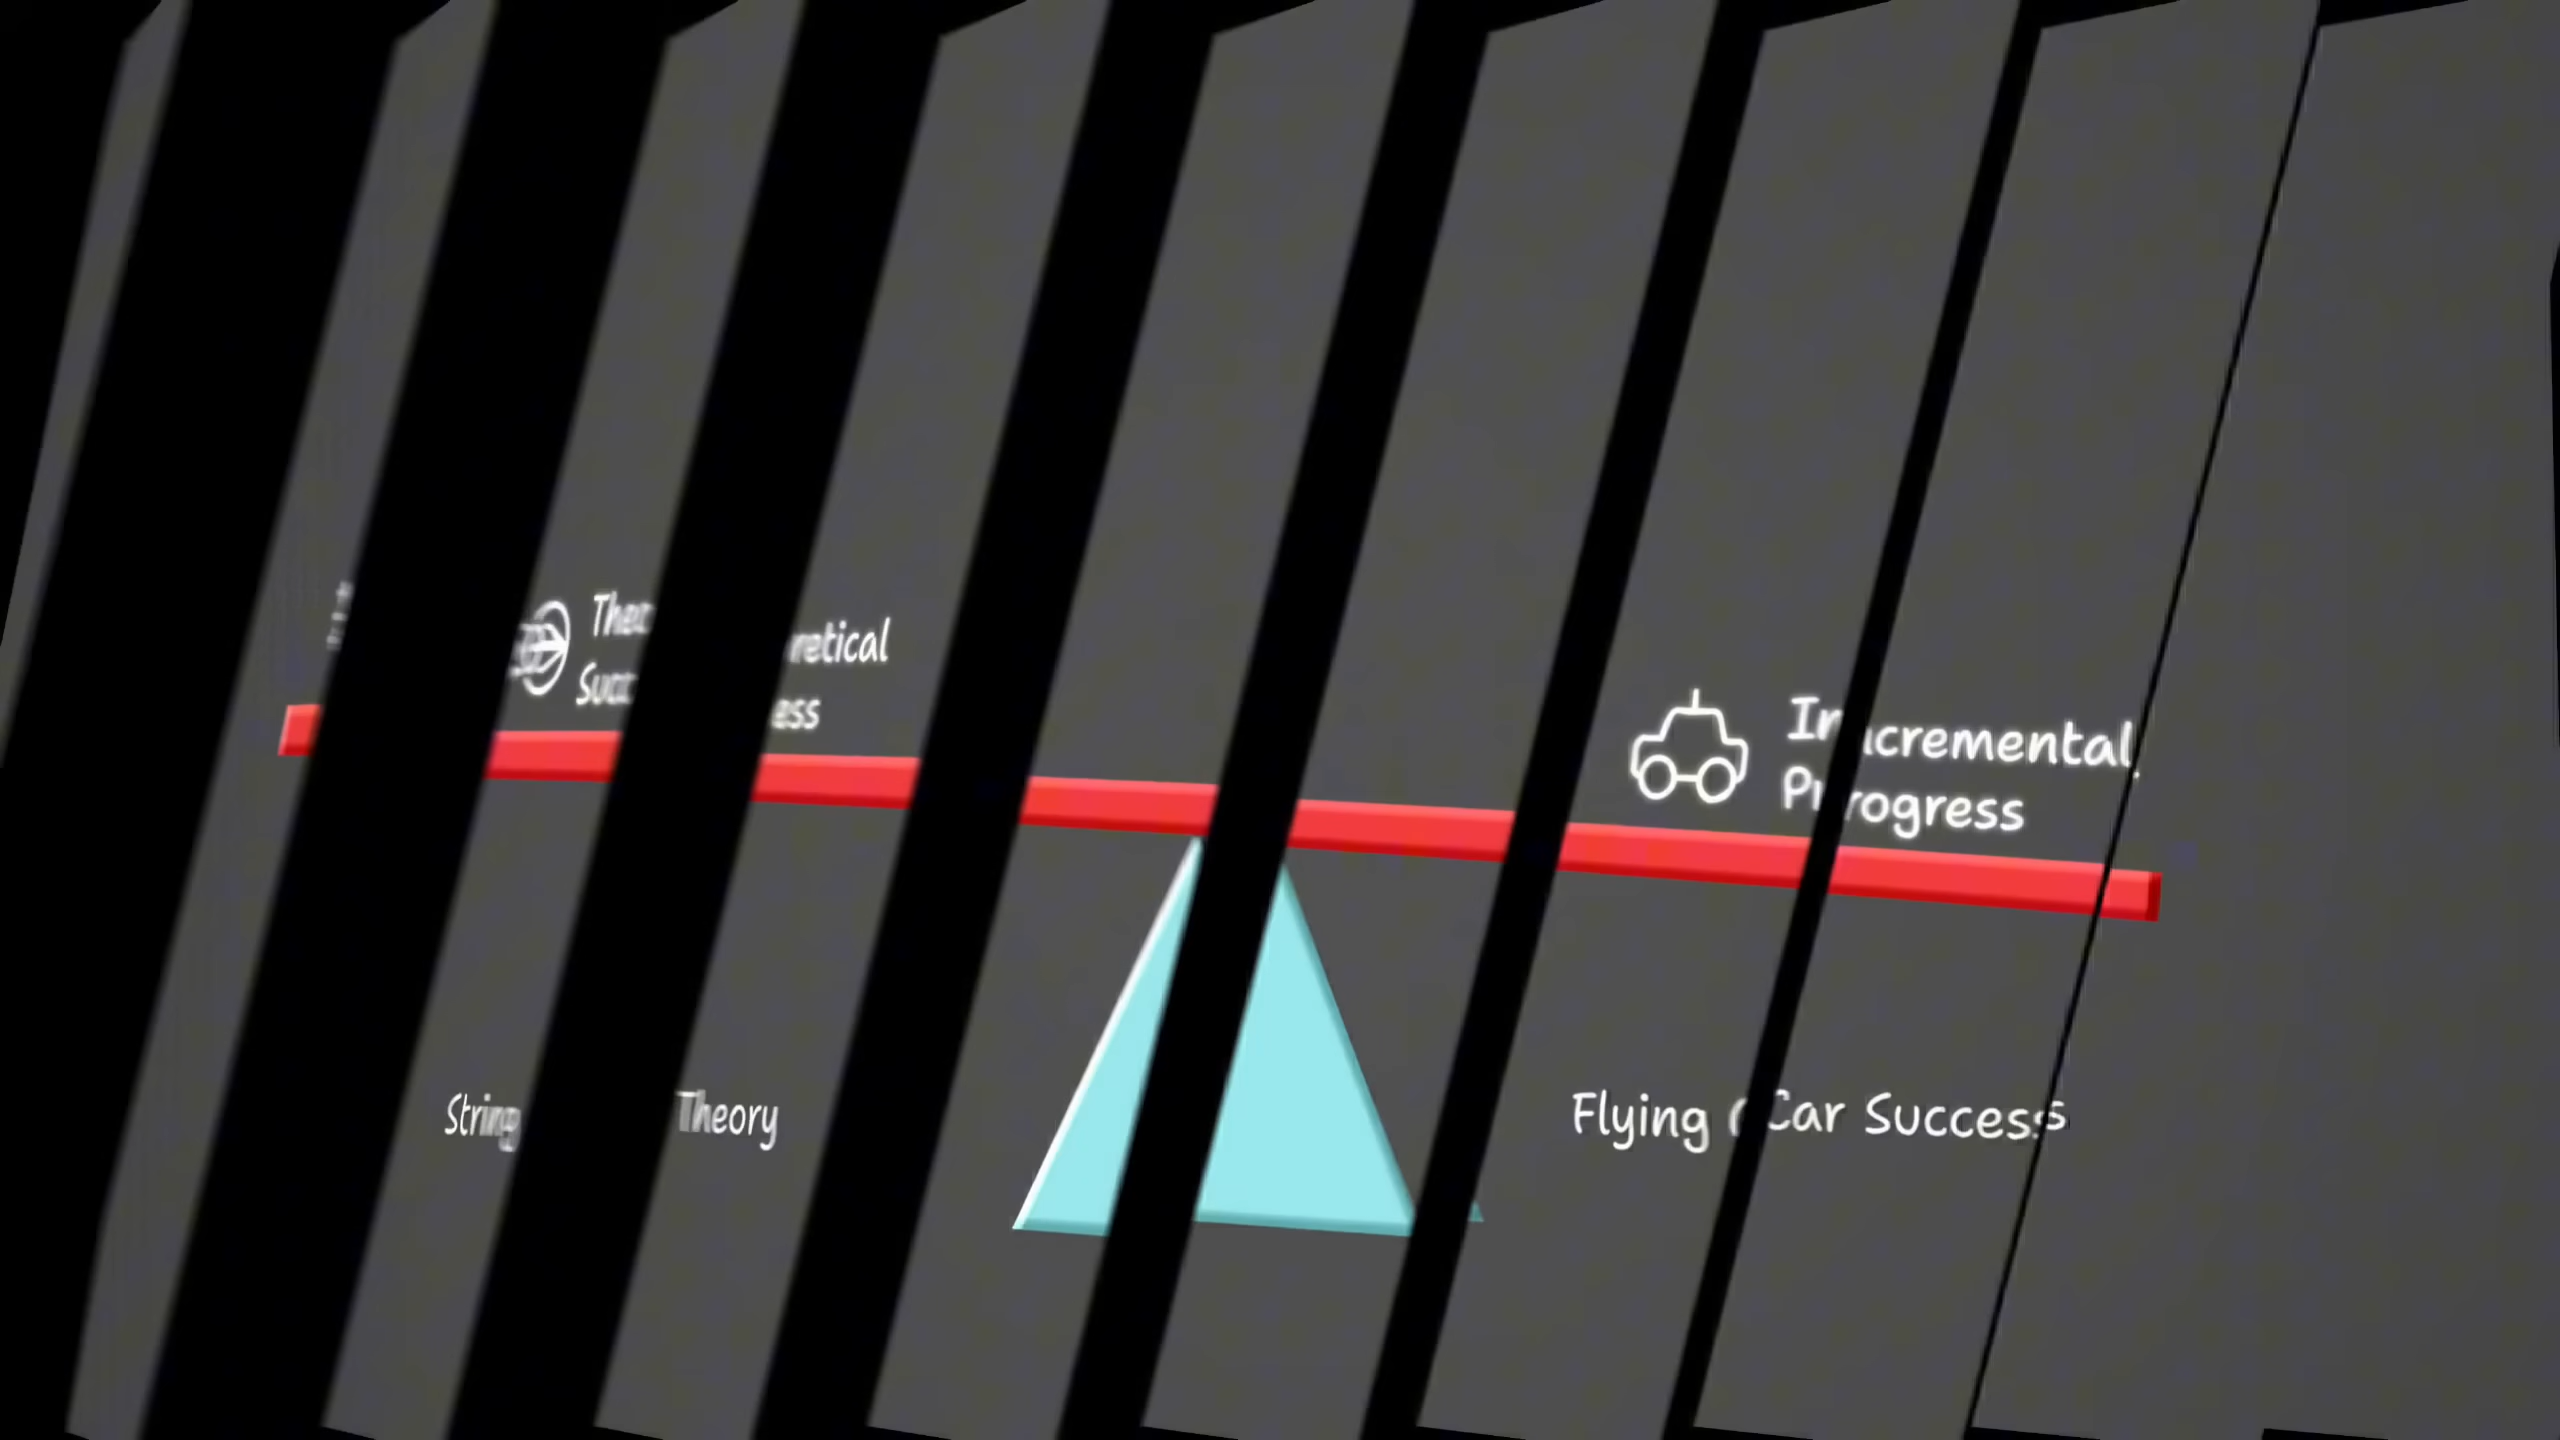 Theoretical
Success
Incremental
Progress
String Theory
Flying Car Success